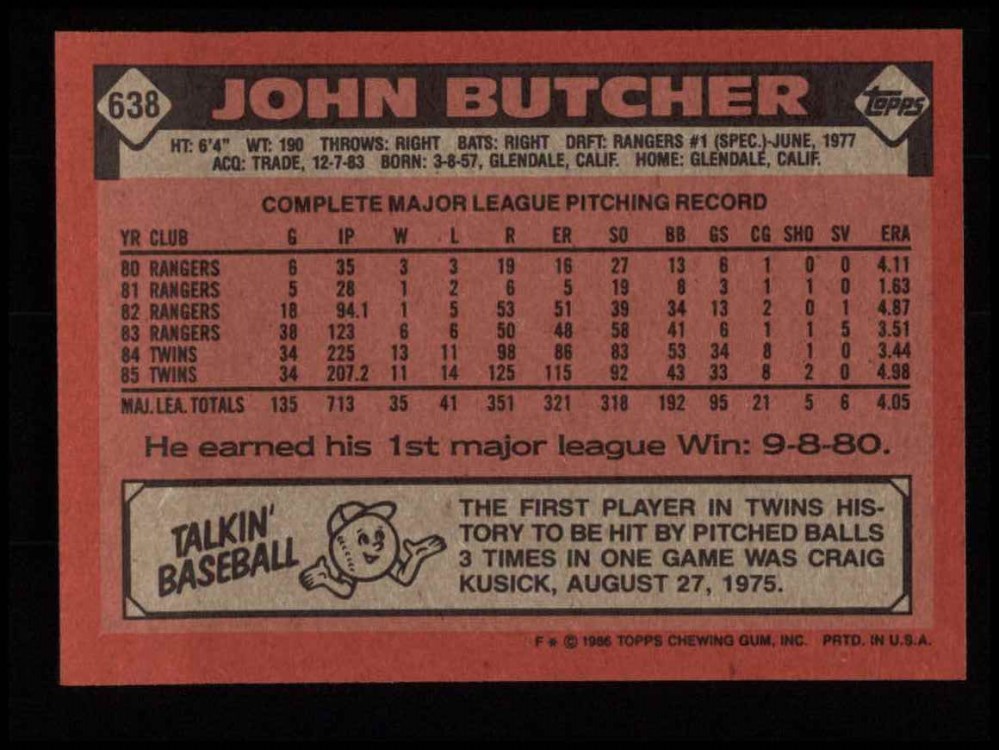 638 JOHN BUTCHER Topps
HT: 6'4" WT: 190 THROWS: RIGHT BATS: RIGHT DRFT: RANGERS #1 (SPEC.)-JUNE, 1977
ACQ: TRADE, 12-7-83 BORN: 3-8-57, GLENDALE, CALIF. HOME: GLENDALE, CALIF.
COMPLETE MAJOR LEAGUE PITCHING RECORD
YR CLUB G IP W L R ER SO BB GS CG SHO SV ERA
80 RANGERS 6 35 3 3 19 16 27 13 6 1 0 0 4.11
81 RANGERS 5 28 1 2 6 5 19 8 3 1 1 0 1.63
82 RANGERS 18 94.1 1 5 53 51 39 34 13 2 0 1 4.87
83 RANGERS 38 123 6 6 50 48 58 41 6 1 1 5 3.51
84 TWINS 34 225 13 11 98 86 83 53 34 8 1 0 3.44
85 TWINS 34 207.2 11 14 125 115 92 43 33 8 2 0 4.98
MAJ. LEA. TOTALS 135 713 35 41 351 321 318 192 95 21 5 6 4.05
He earned his 1st major league Win: 9-8-80.
TALKIN'
BASEBALL
THE FIRST PLAYER IN TWINS HIS-
TORY TO BE HIT BY PITCHED BALLS
3 TIMES IN ONE GAME WAS CRAIG
KUSICK, AUGUST 27, 1975.
F * © 1986 TOPPS CHEWING GUM, INC. PRTD. IN U.S.A.